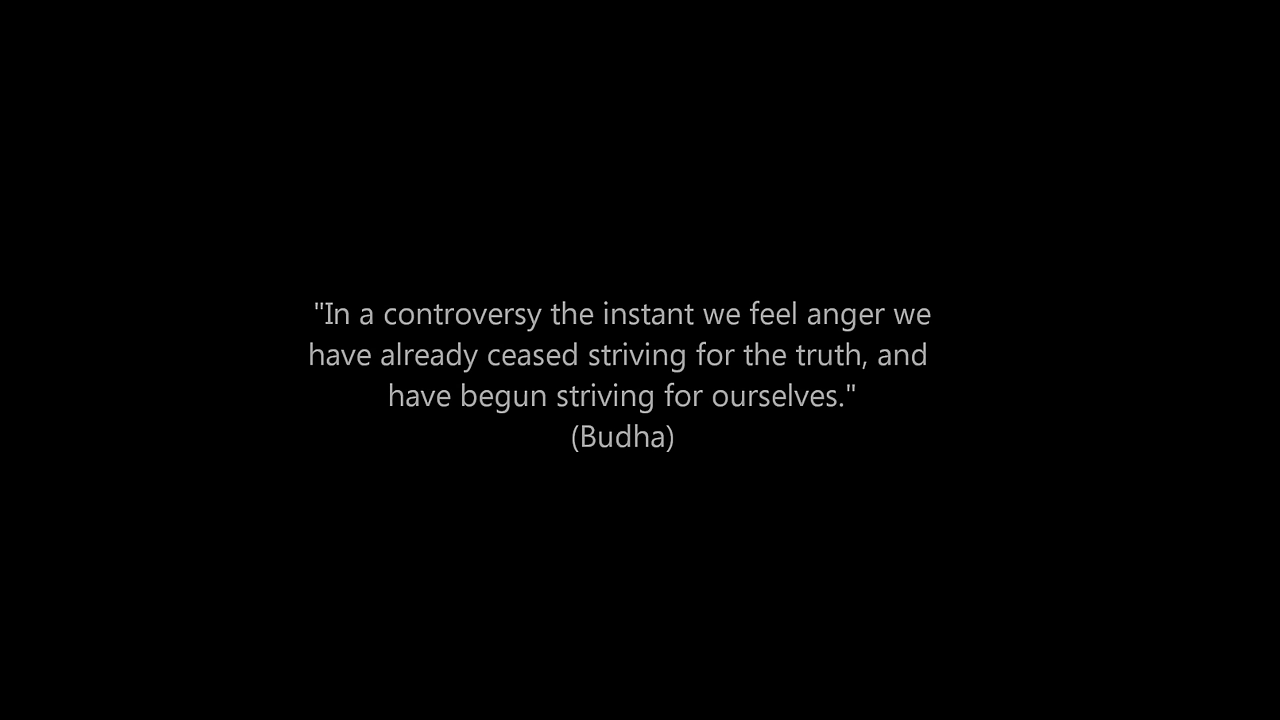 "In a controversy the instant we feel anger we
have already ceased striving for the truth, and
have begun striving for ourselves."
(Budha)